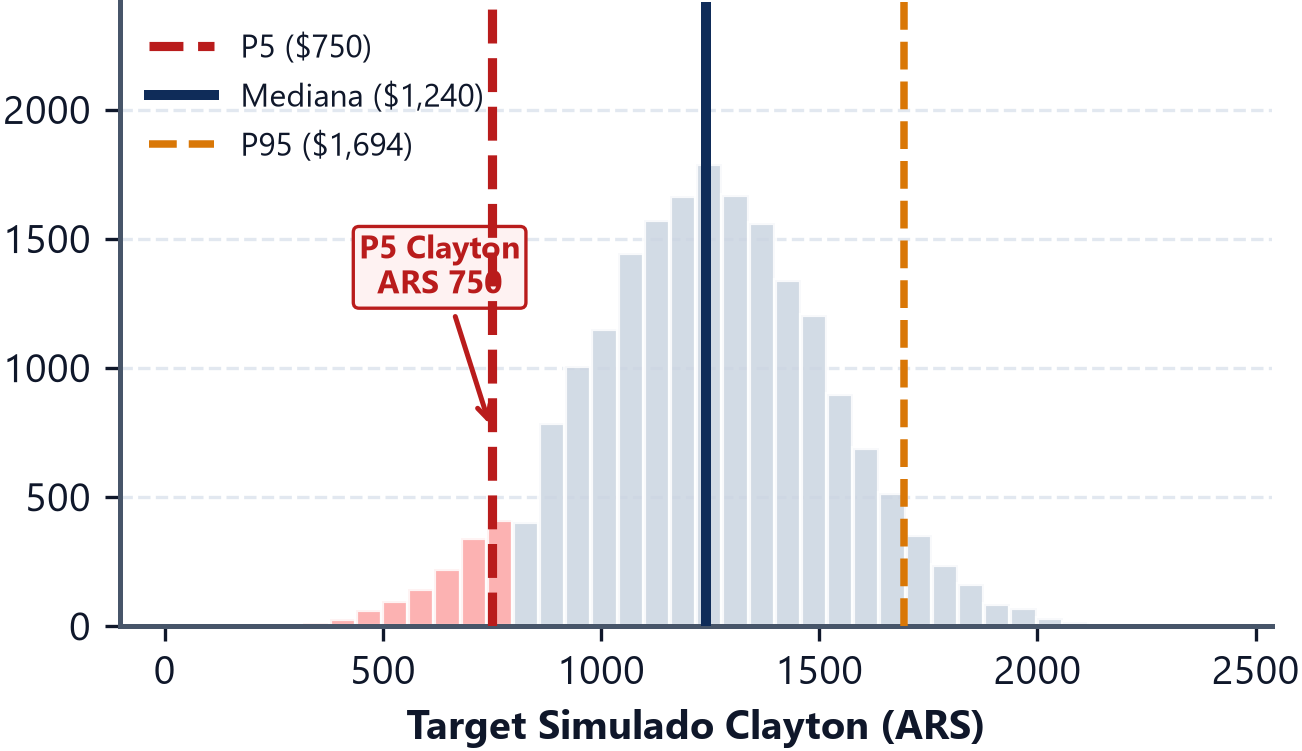 P5 ($750)
Mediana ($1,240)
P95 ($1,694)
2000
1500
1000
500
0
P5 Clayton
ARS 750
0 500 1000 1500 2000 2500
Target Simulado Clayton (ARS)